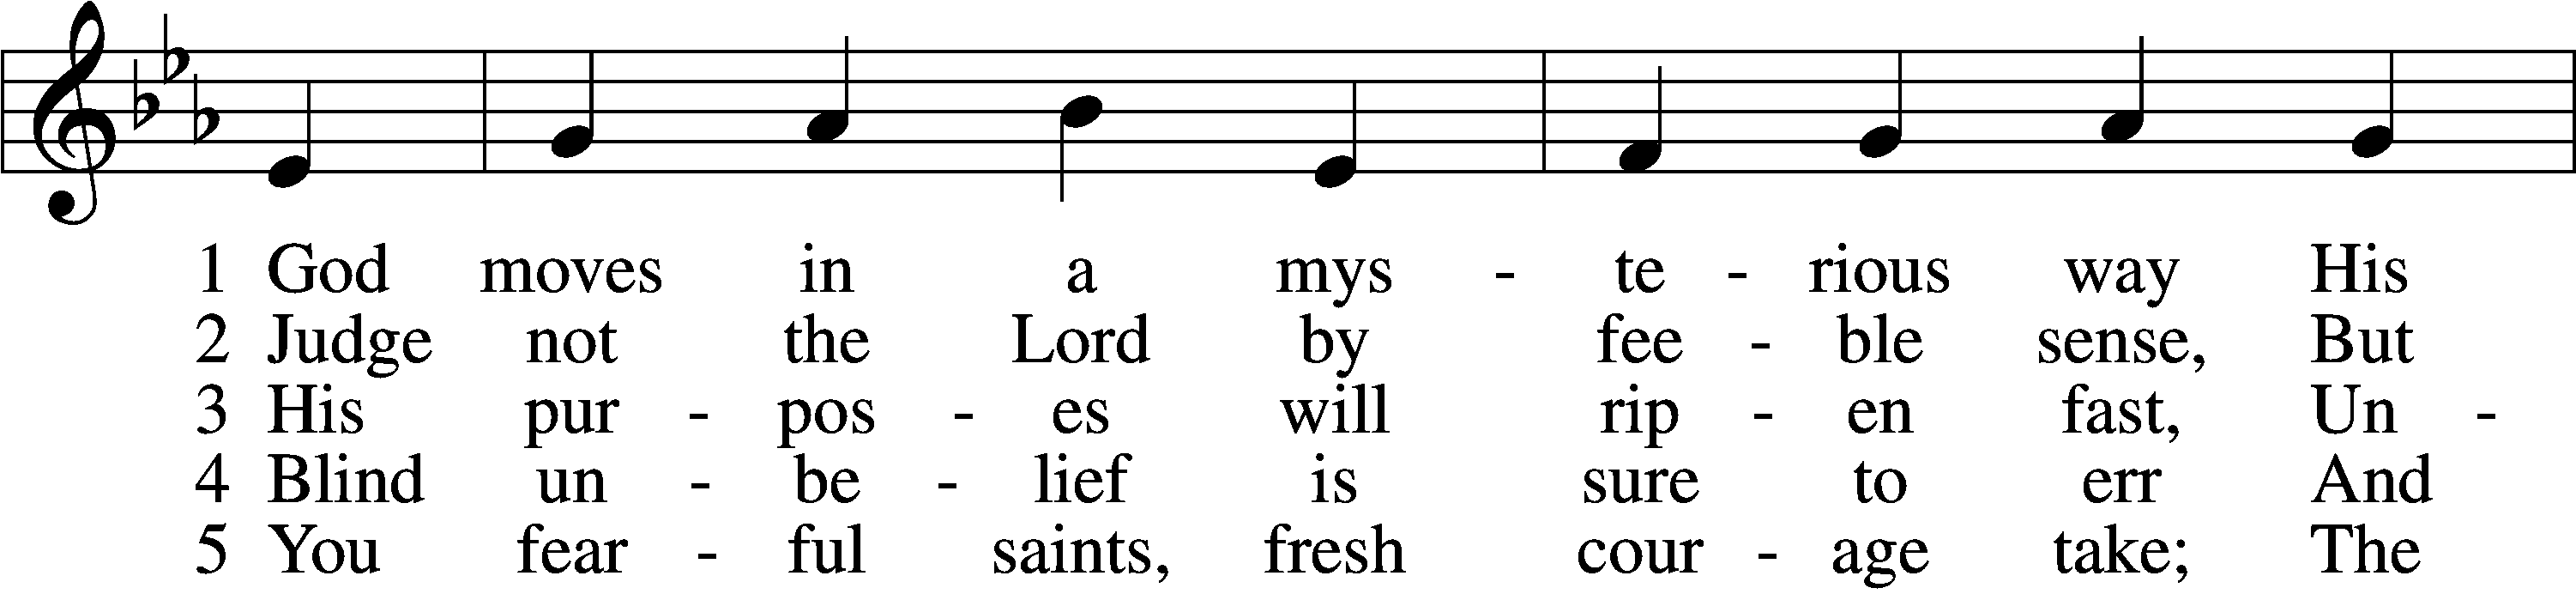 1 God moves in a mys - te - rious way His
2 Judge not the Lord by fee - ble sense, But
3 His pur - pos - es will rip - en fast, Un -
4 Blind un - be - lief is sure to err And
5 You fear - ful saints, fresh cour - age take; The